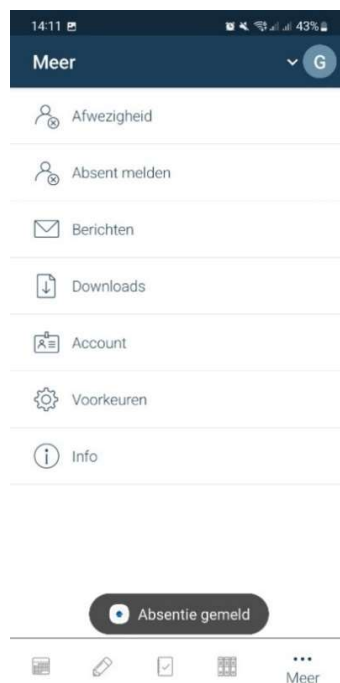 14:11 43%
Meer G
Afwezigheid
Absent melden
Berichten
Downloads
Account
Voorkeuren
Info
Absentie gemeld
Meer